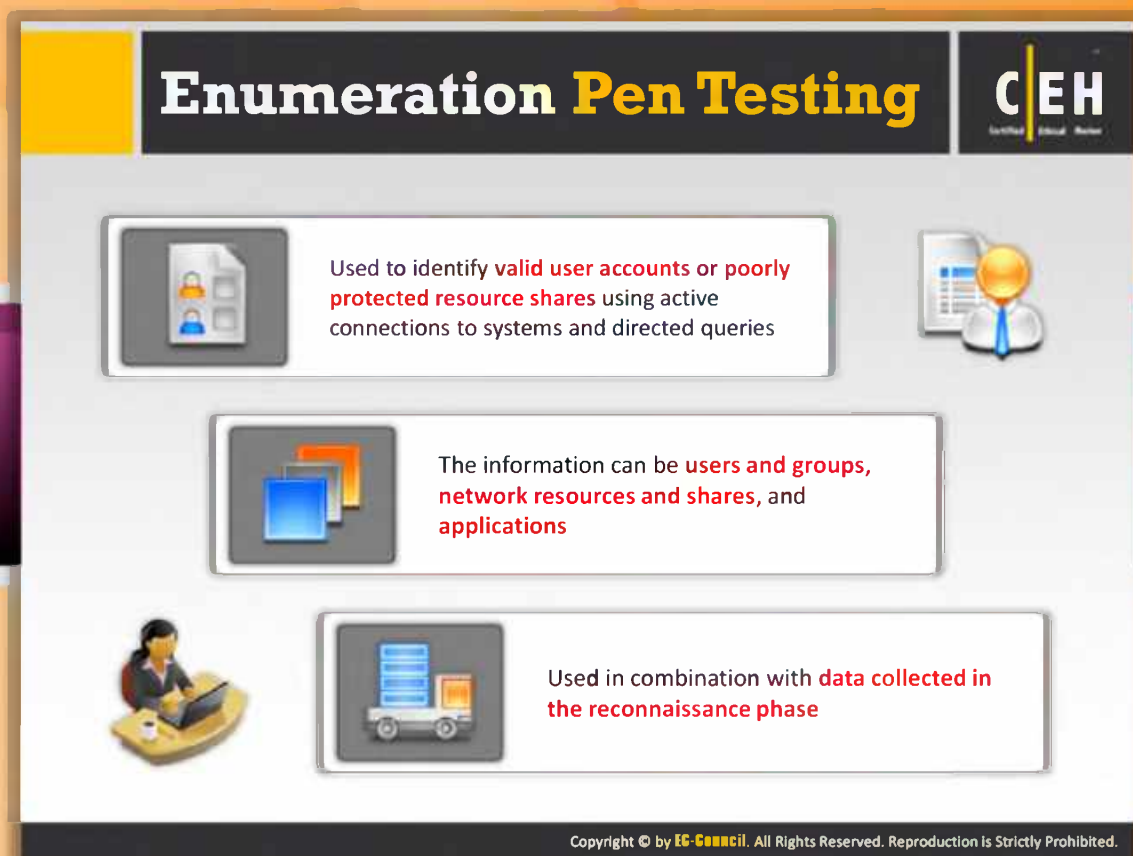 Enumeration Pen Testing
C EH
Certified Ethical Hacker
Used to identify valid user accounts or poorly
protected resource shares using active
connections to systems and directed queries
The information can be users and groups,
network resources and shares, and
applications
Used in combination with data collected in
the reconnaissance phase
Copyright © by EC-Council. All Rights Reserved. Reproduction is Strictly Prohibited.